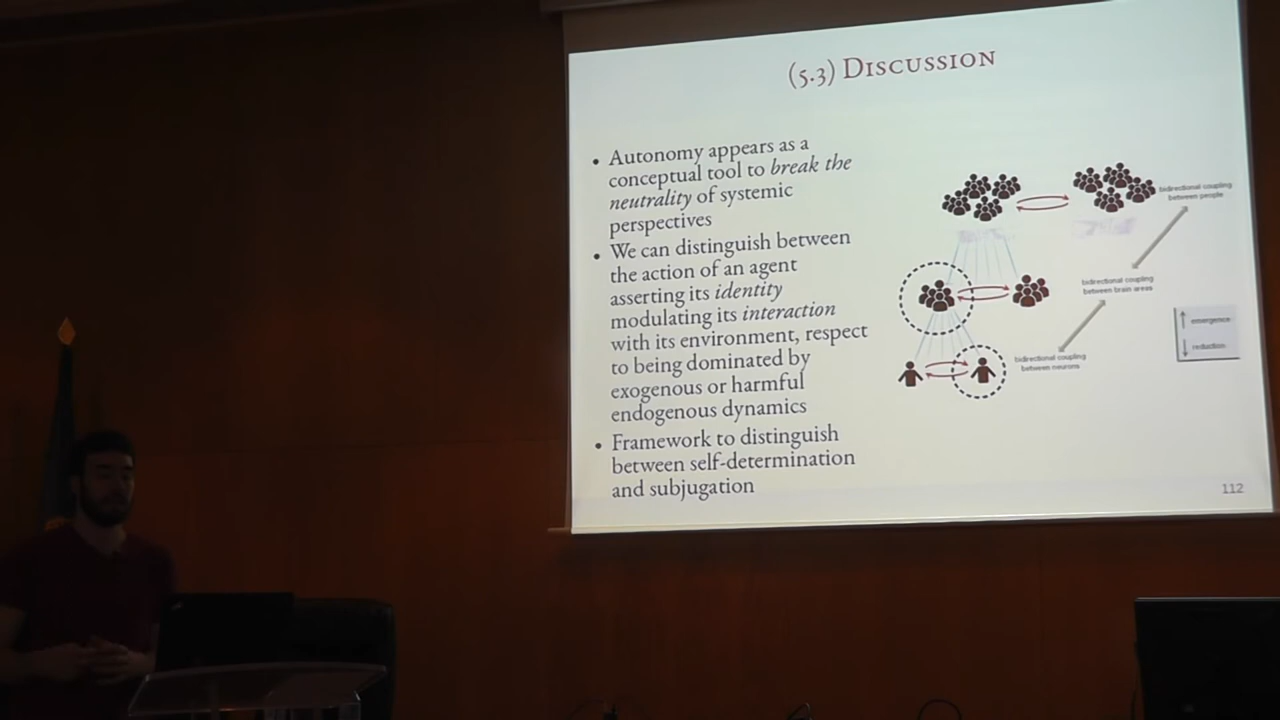 (5.3) Discussion
• Autonomy appears as a
conceptual tool to break the
neutrality of systemic
perspectives
• We can distinguish between
the action of an agent
asserting its identity
modulating its interaction
with its environment, respect
to being dominated by
exogenous or harmful
endogenous dynamics
• Framework to distinguish
between self-determination
and subjugation
bidirectional coupling
between people
bidirectional coupling
between brain areas
bidirectional coupling
between neurons
emergence
reduction
112